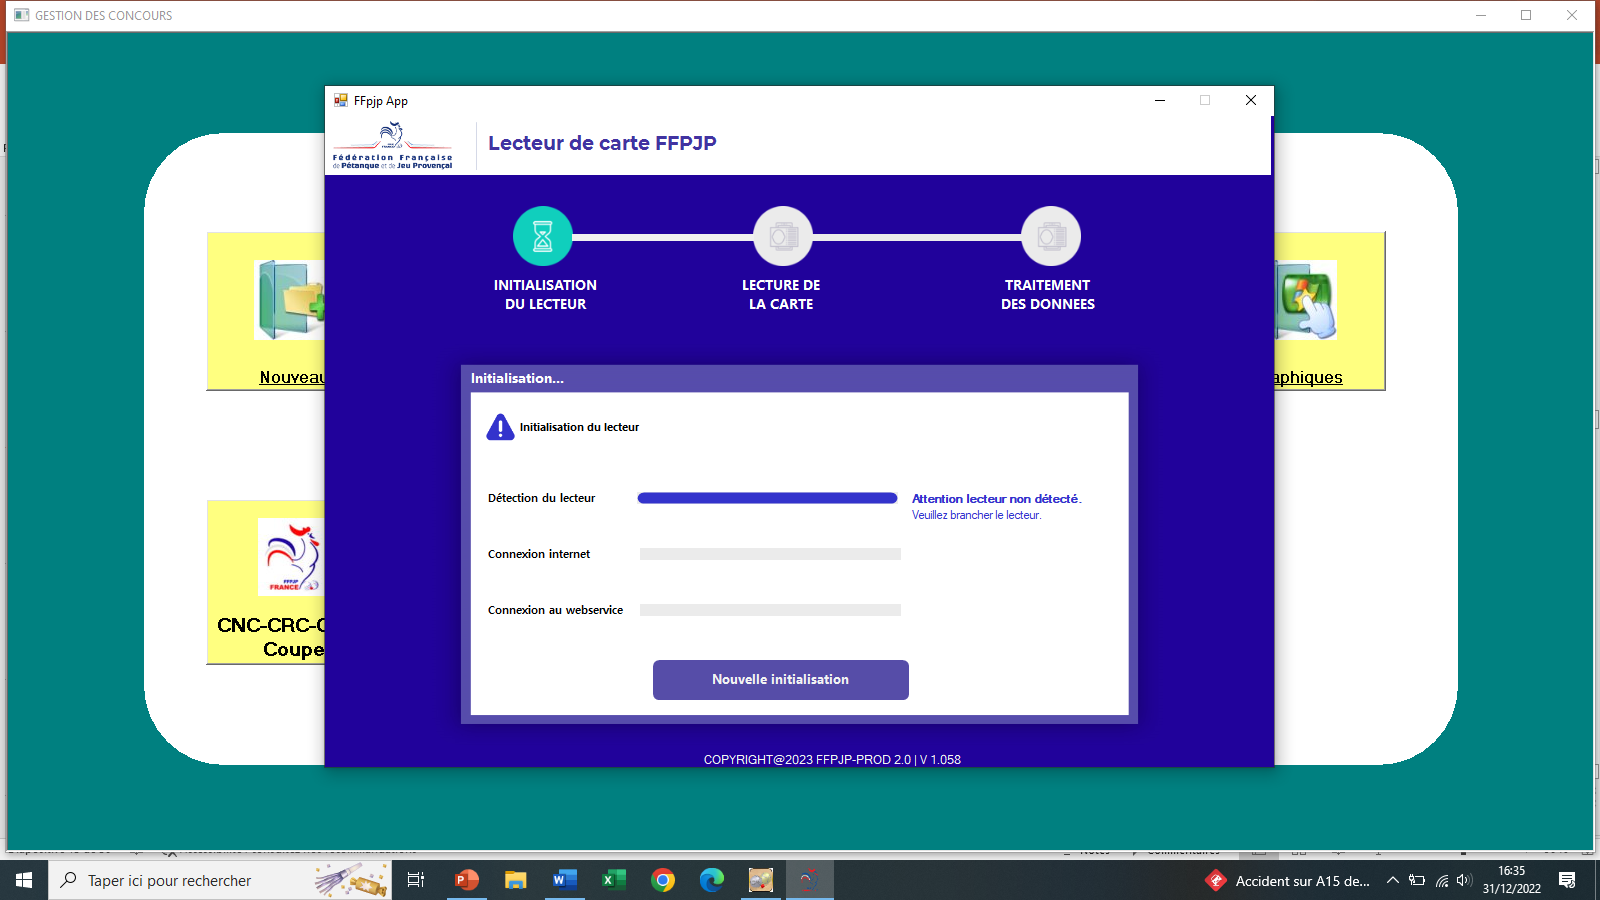 GESTION DES CONCOURS
FFpjp App
Fédération Française
de Pétanque et de Jeu Provençal
Lecteur de carte FFPJP
INITIALISATION
DU LECTEUR
LECTURE DE
LA CARTE
TRAITEMENT
DES DONNEES
Nouveau
aphiques
Initialisation...
Initialisation du lecteur
Détection du lecteur
Attention lecteur non détecté.
Veuillez brancher le lecteur.
Connexion internet
Connexion au webservice
Nouvelle initialisation
FFPJP
FRANCE
CNC-CRC-C
Coupe
COPYRIGHT@2023 FFPJP-PROD 2.0 | V 1.058
Taper ici pour rechercher
Accident sur A15 de...
16:35
31/12/2022